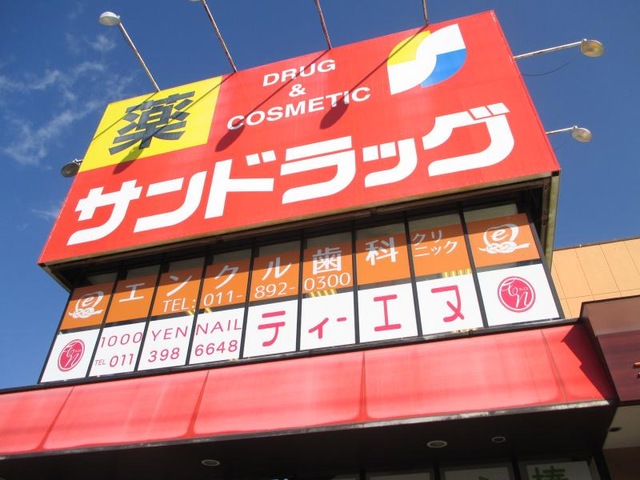 薬
DRUG
&
COSMETIC
サンドラッグ
e エンクル歯科クリニック e
TEL:011-892-0300
1000 YEN NAIL
TEL 011 398 6648
ティーエヌ